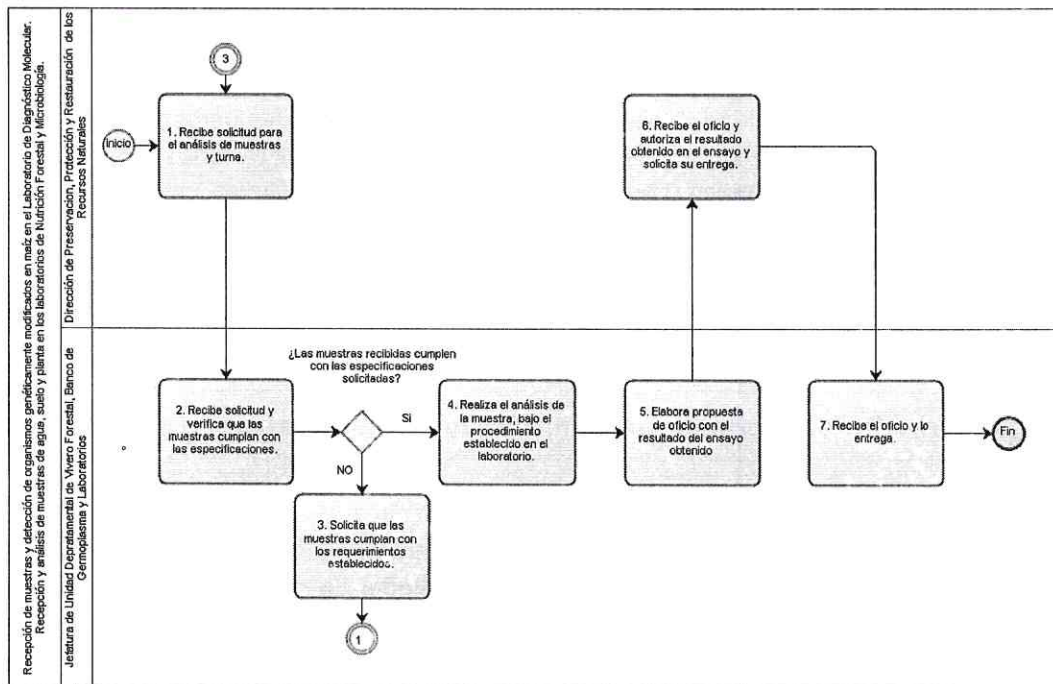 Recepción de muestras y detección de organismos genéticamente modificados en maíz en el Laboratorio de Diagnóstico Molecular.
Recepción y análisis de muestras de agua, suelo y planta en los laboratorios de Nutrición Forestal y Microbiología.
Dirección de Preservacion, Protección y Restauración de los
Recursos Naturales
3
Inicio
1. Recibe solicitud para
el análisis de muestras
y turna.
6. Recibe el oficio y
autoriza el resultado
obtenido en el ensayo y
solicita su entrega.
Jefatura de Unidad Depratamental de Vivero Forestal, Banco de
Germoplasma y Laboratorios
¿Las muestras recibidas cumplen
con las especificaciones
solicitadas?
2. Recibe solicitud y
verifica que las
muestras cumplan con
las especificaciones.
Si
NO
4. Realiza el análisis de
la muestra, bajo el
procedimiento
establecido en el
laboratorio.
5. Elabora propuesta
de oficio con el
resultado del ensayo
obtenido
7. Recibe el oficio y lo
entrega.
Fin
3. Solicita que las
muestras cumplan con
los requerimientos
establecidos.
1